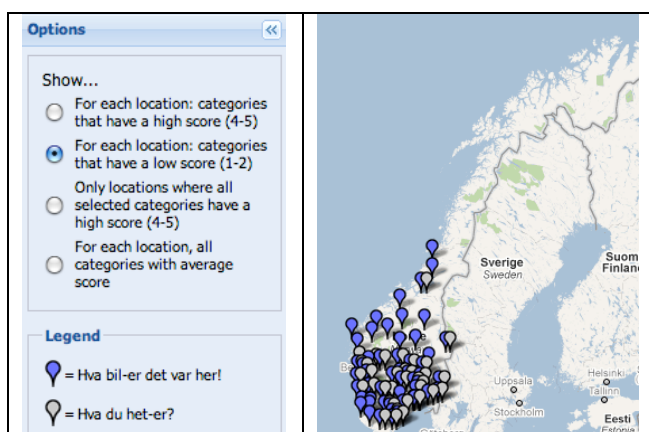 Options
Show...
For each location: categories
that have a high score (4-5)
For each location: categories
that have a low score (1-2)
Only locations where all
selected categories have a
high score (4-5)
For each location, all
categories with average
score
Legend
= Hva bil-er det var her!
= Hva du het-er?
Sverige
Sweden
Suom
Finlan
Uppsala
Helsinki
Tallinn
Stockholm
Eesti
Estonia